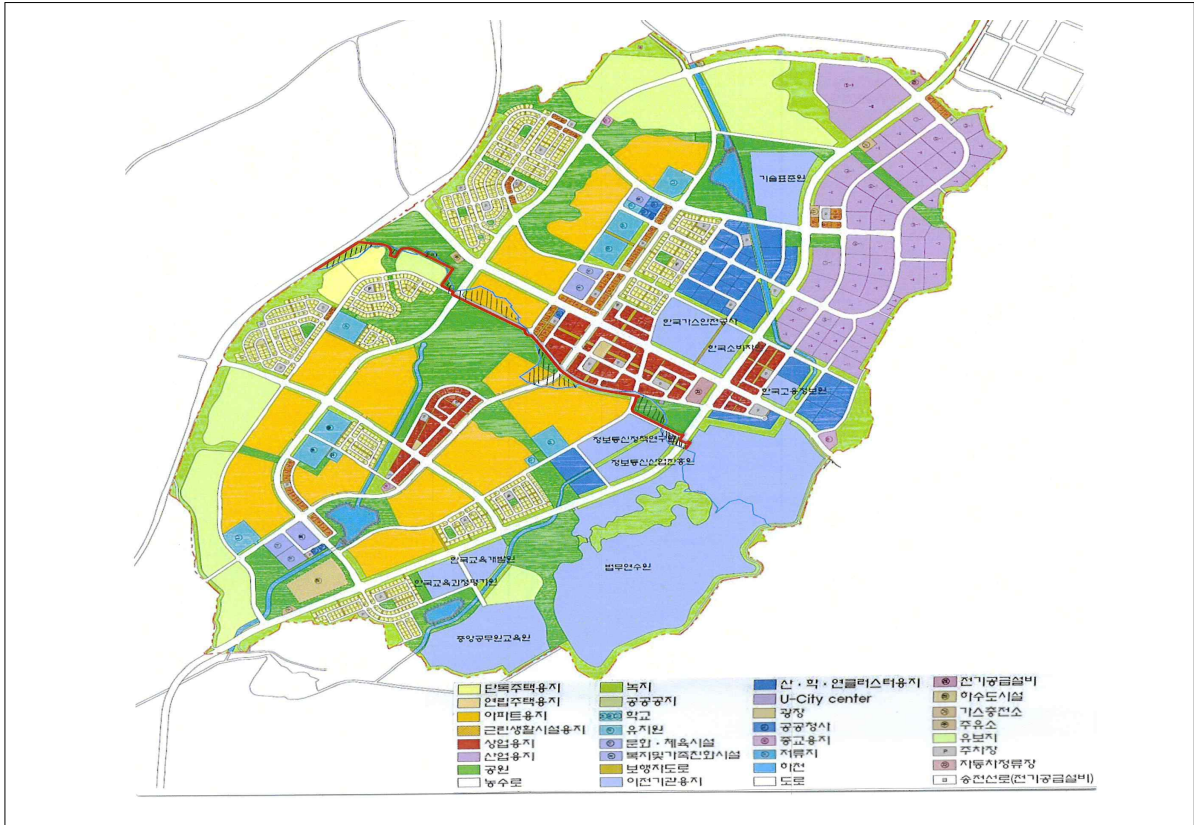 기술표준원
한국가스안전공사
한국소비자원
한국고용정보원
정보통신정책연구원
정보통신산업진흥원
한국교육개발원
법무연수원
한국교육과정평가원
중앙공무원교육원
단독주택용지
연립주택용지
아파트용지
근린생활시설용지
상업용지
산업용지
공원
농수로
녹지
공공공지
학교
유치원
문화·체육시설
복지및가족친화시설
보행자도로
이전기관용지
산·학·연클러스터용지
U-City center
광장
공공청사
종교용지
저류지
하천
도로
전기공급설비
하수도시설
가스충전소
주유소
유보지
주차장
자동차정류장
송전선로(전기공급설비)